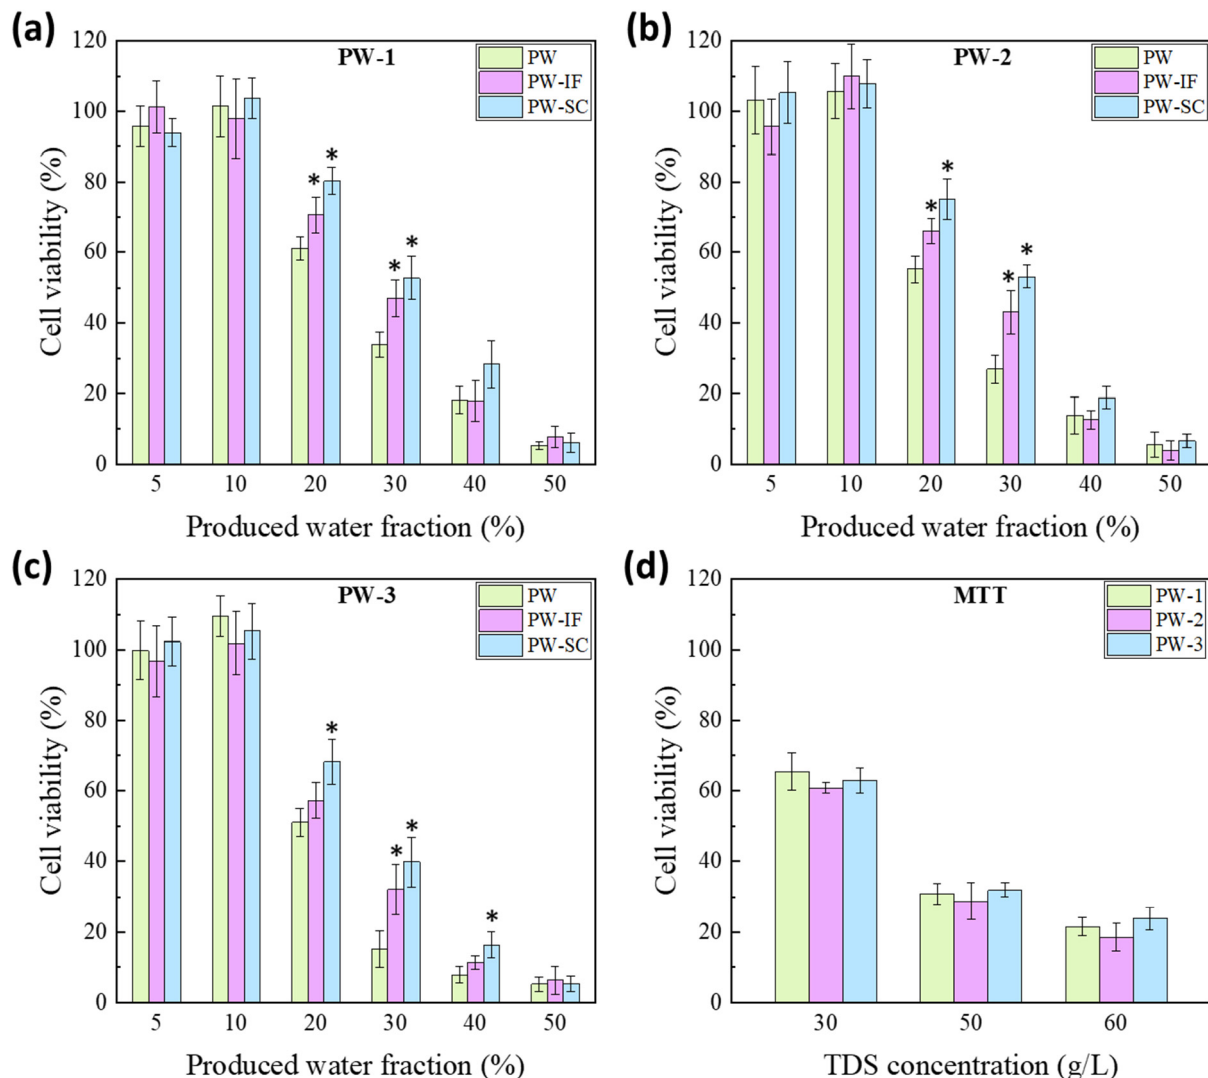 (a)
PW-1
PW
PW-IF
PW-SC
120
100
80
60
40
20
0
* * * *
Cell viability (%)
5 10 20 30 40 50
Produced water fraction (%)
(b)
PW-2
PW
PW-IF
PW-SC
120
100
80
60
40
20
0
* * * *
Cell viability (%)
5 10 20 30 40 50
Produced water fraction (%)
(c)
PW-3
PW
PW-IF
PW-SC
120
100
80
60
40
20
0
* * * *
Cell viability (%)
5 10 20 30 40 50
Produced water fraction (%)
(d)
MTT
PW-1
PW-2
PW-3
120
100
80
60
40
20
0
Cell viability (%)
30 50 60
TDS concentration (g/L)